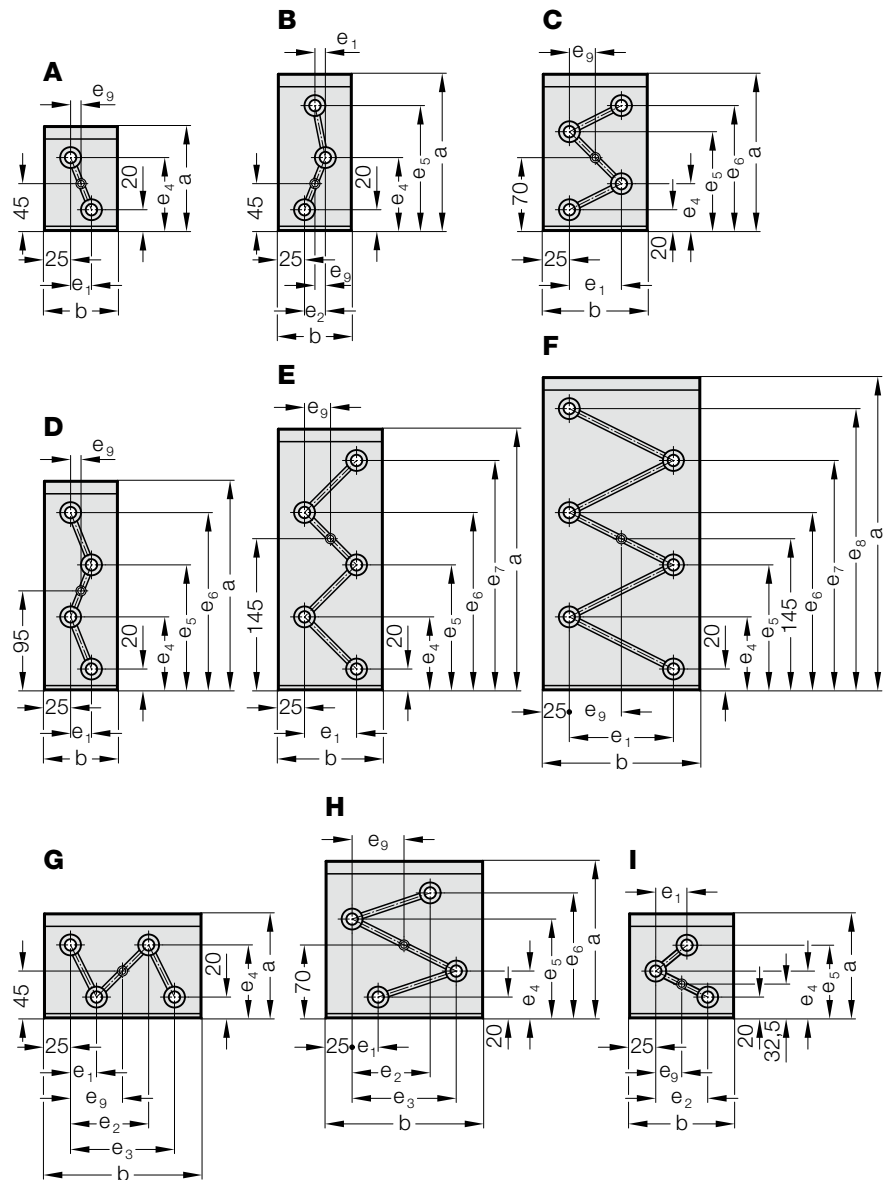 A
e₉
45
20
e₄
a
25
e₁
b
B
e₁
45
20
e₄
e₅
a
25
e₉
e₂
b
C
e₉
70
e₄
e₅
e₆
a
20
25
e₁
b
D
e₉
95
20
e₄
e₅
e₆
a
25
e₁
b
E
e₉
145
20
e₄
e₅
e₆
e₇
a
25
e₁
b
F
20
e₄
e₅
145
e₆
e₇
e₈
a
25
e₉
e₁
b
G
45
20
e₄
a
25
e₁
e₉
e₂
e₃
b
H
e₉
70
20
e₄
e₅
e₆
a
25
e₁
e₂
e₃
b
I
e₁
20
32,5
e₄
e₅
a
25
e₉
e₂
b